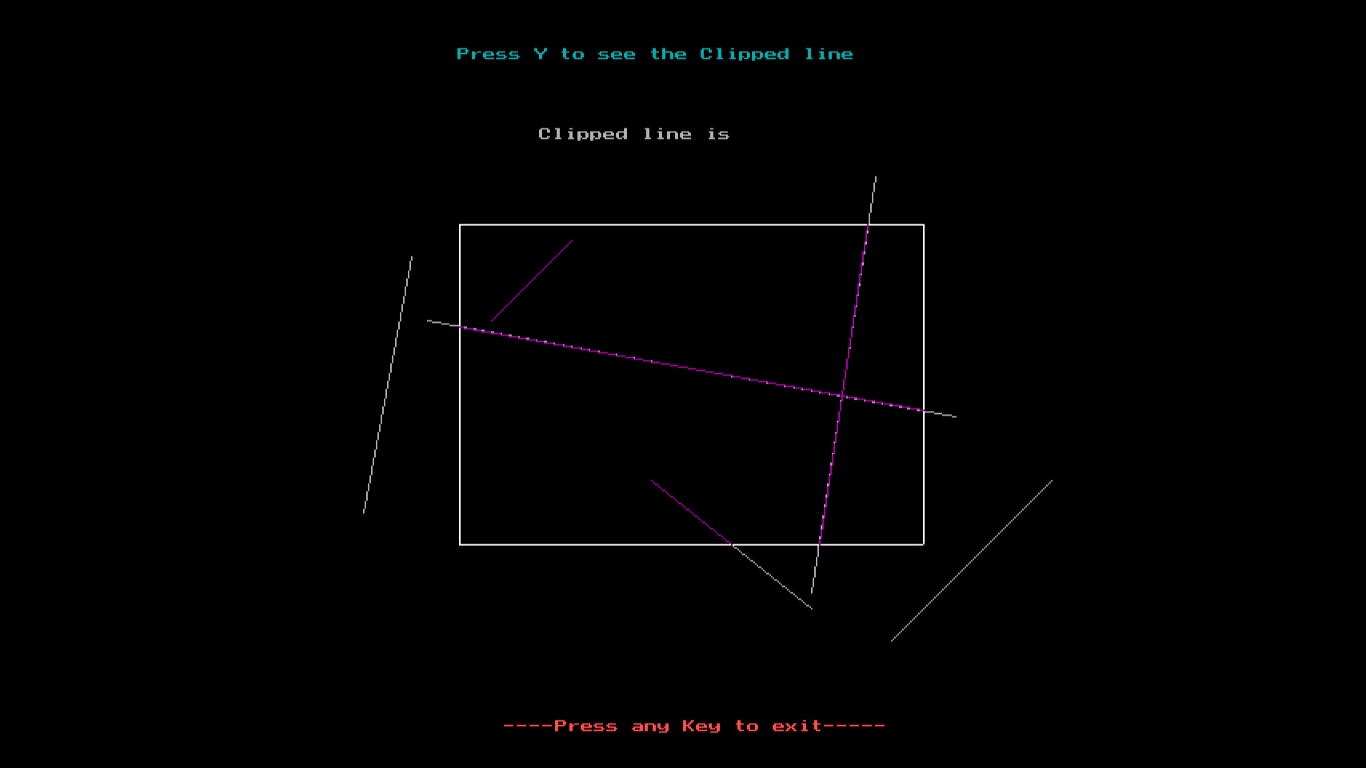 Press Y to see the Clipped line
Clipped line is
----Press any Key to exit-----